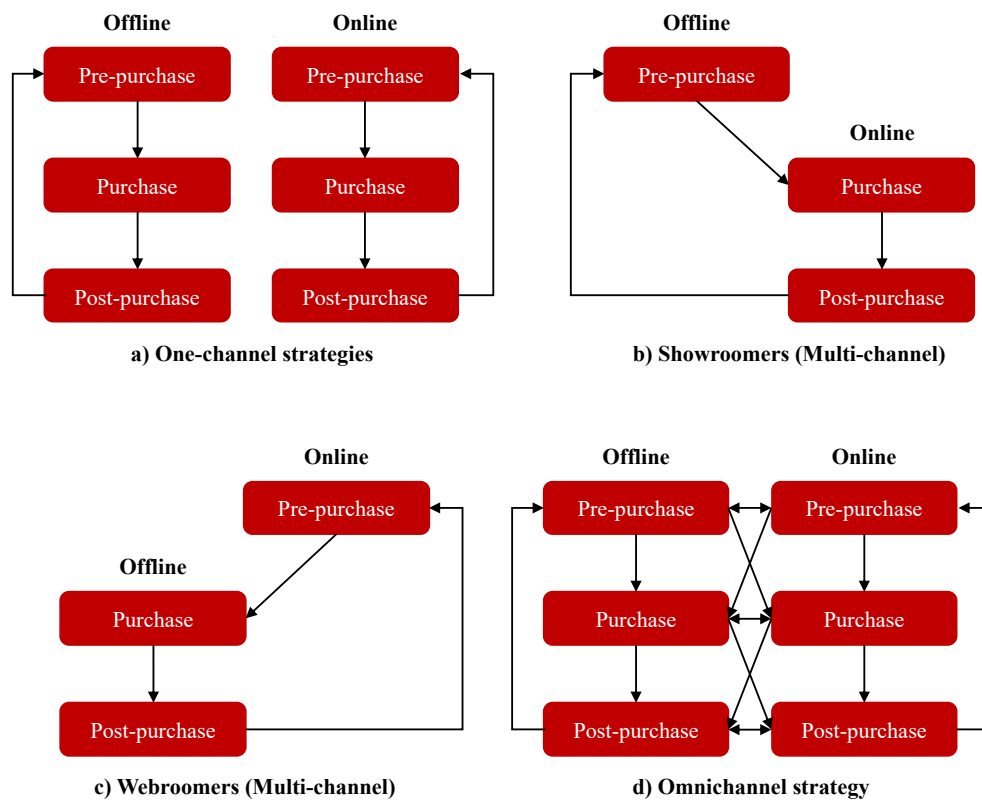 Offline
Online
Pre-purchase
Pre-purchase
Purchase
Purchase
Post-purchase
Post-purchase
a) One-channel strategies
Offline
Pre-purchase
Online
Purchase
Post-purchase
b) Showroomers (Multi-channel)
Online
Pre-purchase
Offline
Purchase
Post-purchase
c) Webroomers (Multi-channel)
Offline
Online
Pre-purchase
Pre-purchase
Purchase
Purchase
Post-purchase
Post-purchase
d) Omnichannel strategy